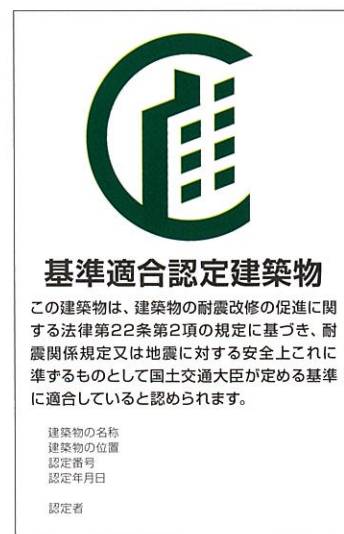 基準適合認定建築物
この建築物は、建築物の耐震改修の促進に関
する法律第22条第2項の規定に基づき、耐
震関係規定又は地震に対する安全上これに
準ずるものとして国土交通大臣が定める基準
に適合していると認められます。
建築物の名称
建築物の位置
認定番号
認定年月日
認定者